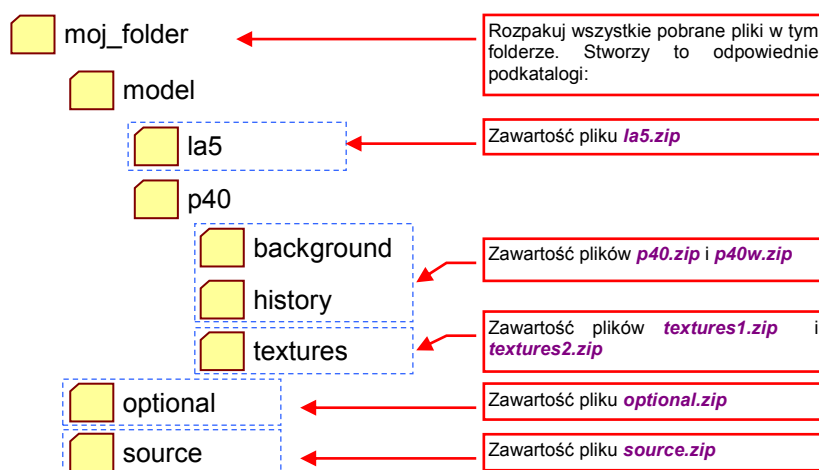 moj_folder
Rozpakuj wszystkie pobrane pliki w tym
folderze. Stworzy to odpowiednie
podkatalogi:
model
la5
Zawartość pliku la5.zip
p40
background
history
Zawartość plików p40.zip i p40w.zip
textures
Zawartość plików textures1.zip i
textures2.zip
optional
Zawartość pliku optional.zip
source
Zawartość pliku source.zip